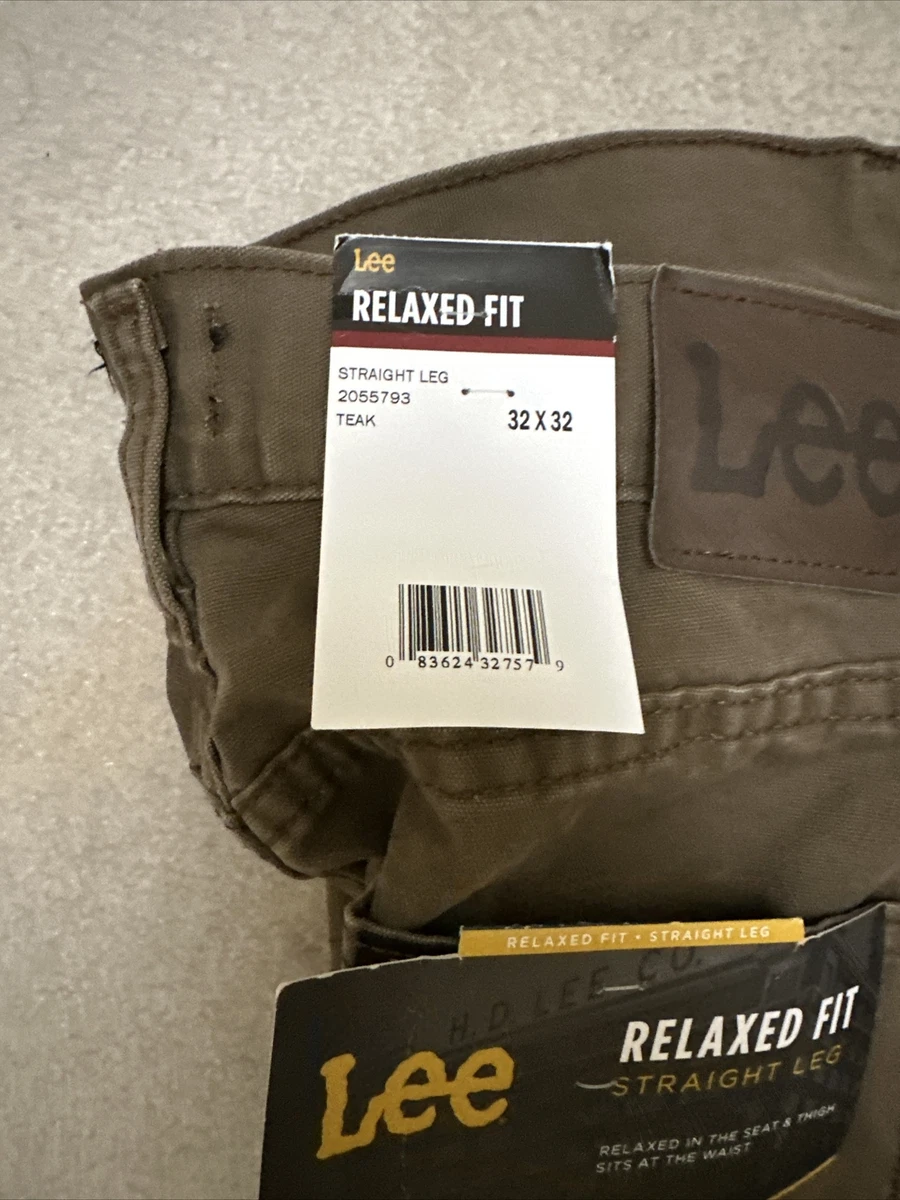 Lee
RELAXED FIT
STRAIGHT LEG
2055793
TEAK 32 X 32
0 83624 32757 9
Lee
RELAXED FIT • STRAIGHT LEG
H.D LEE CO.
RELAXED FIT
STRAIGHT LEG
Lee
RELAXED IN THE SEAT & THIGH
SITS AT THE WAIST